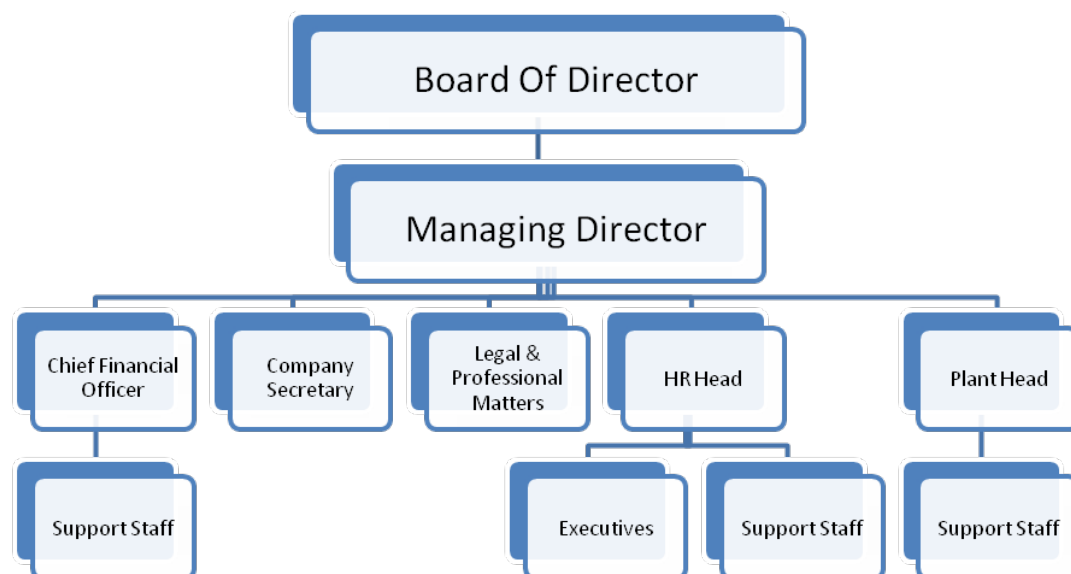 Board Of Director
Managing Director
Chief Financial
Officer
Company
Secretary
Legal &
Professional
Matters
HR Head
Plant Head
Support Staff
Executives
Support Staff
Support Staff